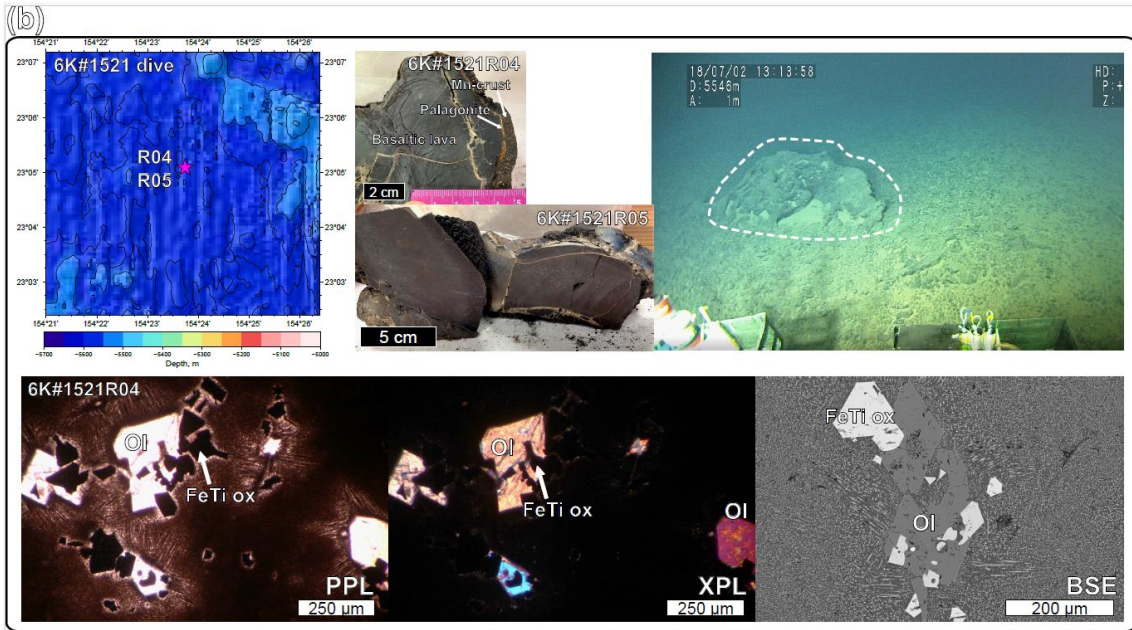 (b)
154°21' 154°22' 154°23' 154°24' 154°25' 154°26'
6K#1521 dive
23°07' 23°07'
23°06' 23°06'
R04
23°05' 23°05'
R05
23°04' 23°04'
23°03' 23°03'
154°21' 154°22' 154°23' 154°24' 154°25' 154°26'
−5700 −5600 −5500 −5400 −5300 −5200 −5100 −5000
Depth, m
6K#1521R04
Mn-crust
Palagonite
Basaltic lava
2 cm
6K#1521R05
5 cm
18/07/02 13:13:58
D:5546m
A: 1m
HD:
P:+
Z:
6K#1521R04
Ol
FeTi ox
PPL
250 µm
Ol
FeTi ox
Ol
XPL
250 µm
FeTi ox
Ol
BSE
200 µm